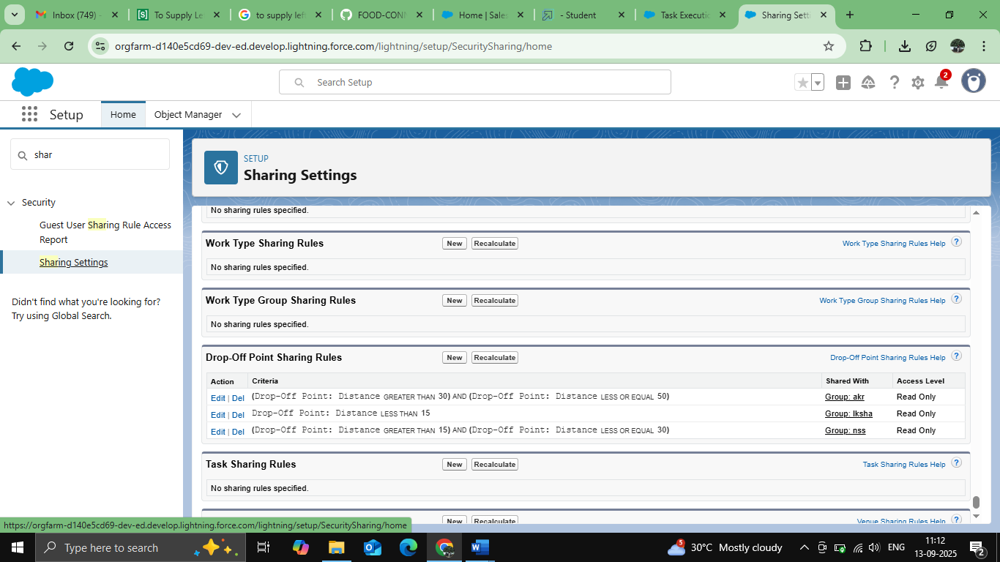 Inbox (749) -
To Supply Le
to supply left
FOOD-CONN
Home | Sales
- Student
Task Executio
Sharing Setti
orgfarm-d140e5cd69-dev-ed.develop.lightning.force.com/lightning/setup/SecuritySharing/home
Search Setup
2
Setup
Home
Object Manager
shar
Security
Guest User Sharing Rule Access
Report
Sharing Settings
Didn't find what you're looking for?
Try using Global Search.
SETUP
Sharing Settings
No sharing rules specified.
Work Type Sharing Rules
New
Recalculate
Work Type Sharing Rules Help ?
No sharing rules specified.
Work Type Group Sharing Rules
New
Recalculate
Work Type Group Sharing Rules Help ?
No sharing rules specified.
Drop-Off Point Sharing Rules
New
Recalculate
Drop-Off Point Sharing Rules Help ?
Action Criteria Shared With Access Level
Edit | Del (Drop-Off Point: Distance GREATER THAN 30) AND (Drop-Off Point: Distance LESS OR EQUAL 50) Group: akr Read Only
Edit | Del Drop-Off Point: Distance LESS THAN 15 Group: Iksha Read Only
Edit | Del (Drop-Off Point: Distance GREATER THAN 15) AND (Drop-Off Point: Distance LESS OR EQUAL 30) Group: nss Read Only
Task Sharing Rules
New
Recalculate
Task Sharing Rules Help ?
No sharing rules specified.
New
Recalculate
Venue Sharing Rules Help ?
https://orgfarm-d140e5cd69-dev-ed.develop.lightning.force.com/lightning/setup/SecuritySharing/home
Type here to search
5
30°C Mostly cloudy
ENG
11:12
13-09-2025
2